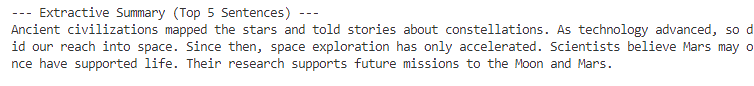 --- Extractive Summary (Top 5 Sentences) ---
Ancient civilizations mapped the stars and told stories about constellations. As technology advanced, so d
id our reach into space. Since then, space exploration has only accelerated. Scientists believe Mars may o
nce have supported life. Their research supports future missions to the Moon and Mars.